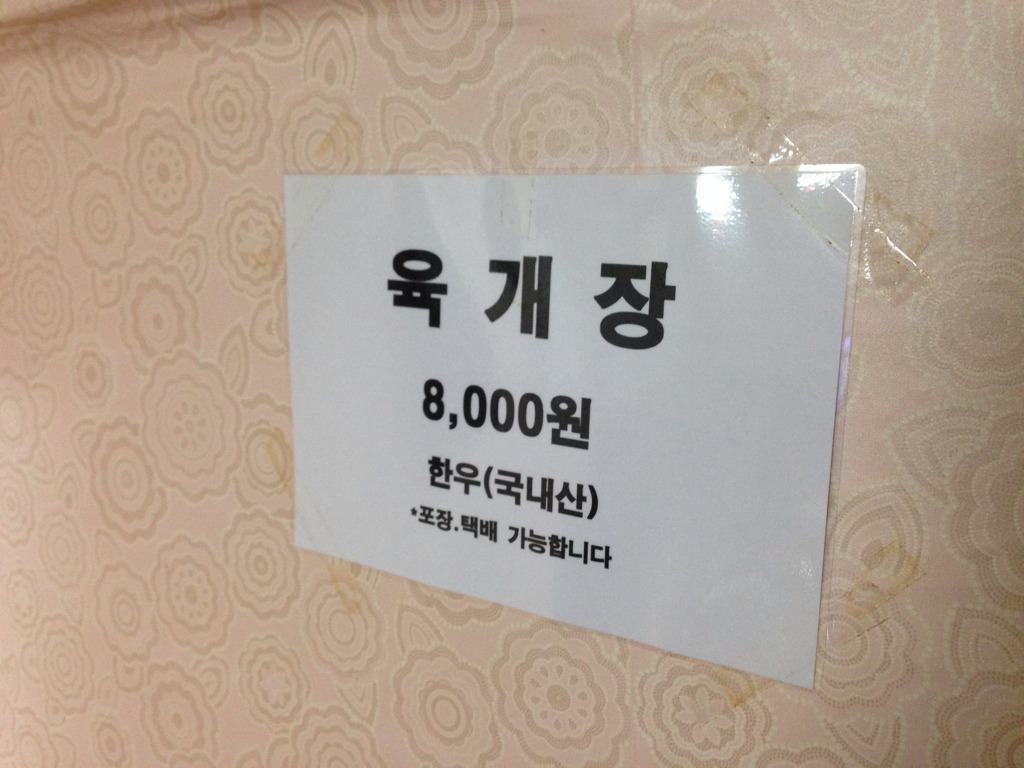 육 개 장
8,000원
한우(국내산)
*포장.택배 가능합니다